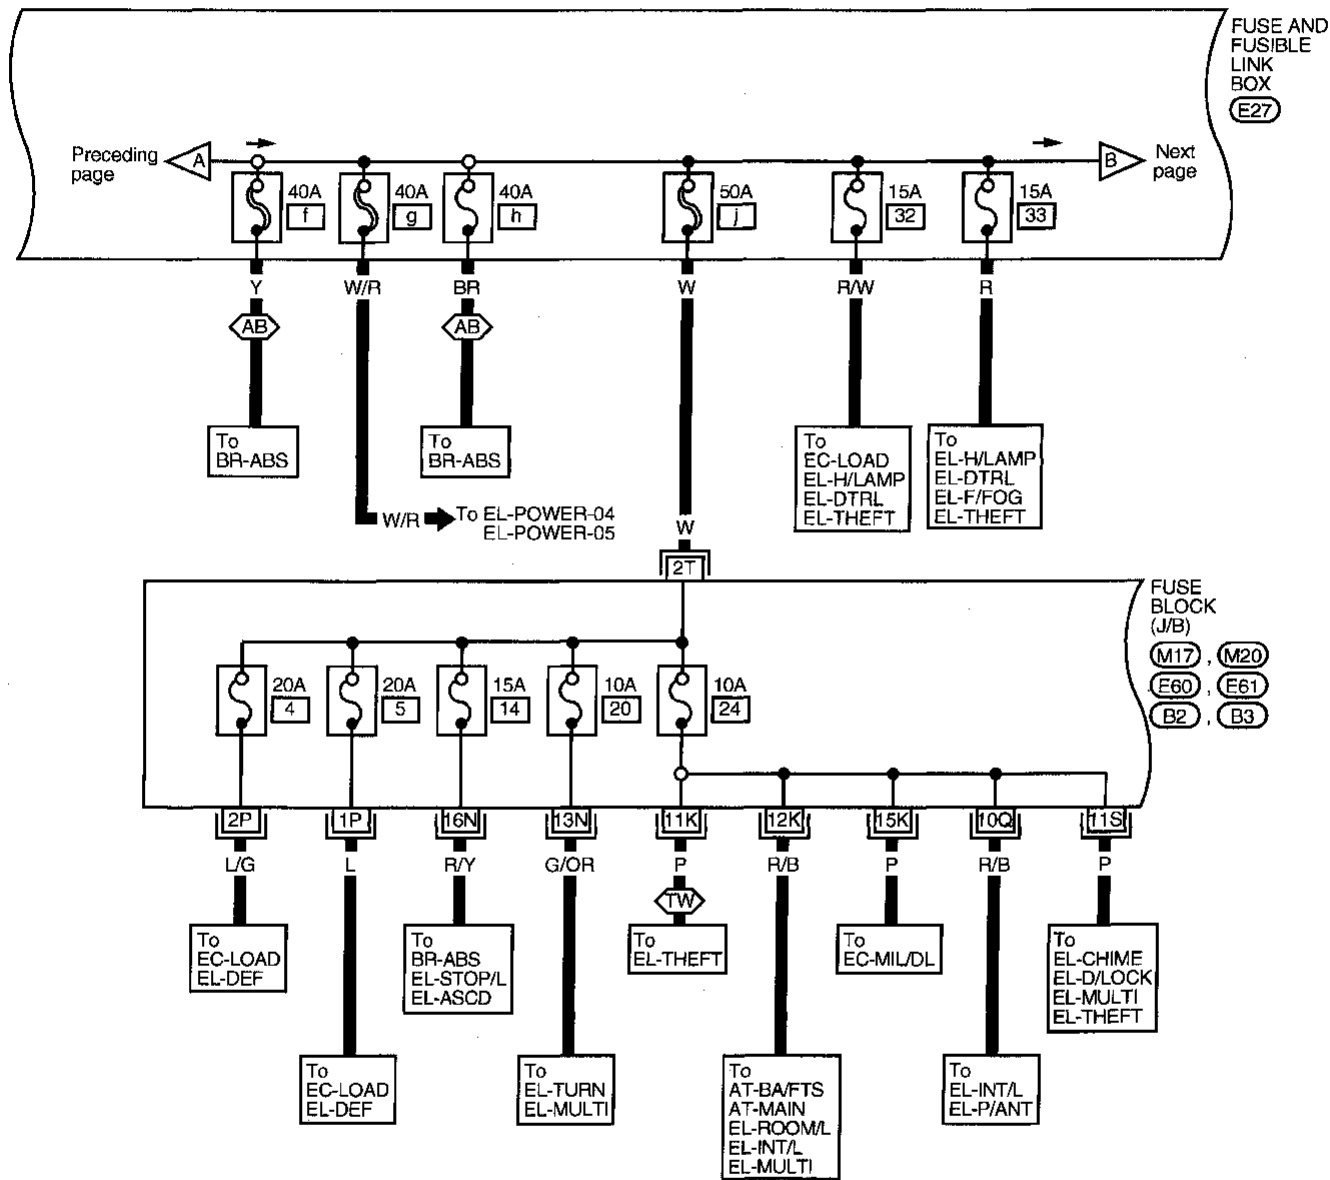 FUSE AND
FUSIBLE
LINK
BOX
E27
Preceding
page
A
B
Next
page
40A
f
40A
g
40A
h
50A
j
15A
32
15A
33
Y
W/R
BR
W
R/W
R
AB
AB
To
BR-ABS
To
BR-ABS
To
EC-LOAD
EL-H/LAMP
EL-DTRL
EL-THEFT
To
EL-H/LAMP
EL-DTRL
EL-F/FOG
EL-THEFT
W/R
To EL-POWER-04
EL-POWER-05
W
2T
FUSE
BLOCK
(J/B)
M17 , M20
E60 , E61
B2 , B3
20A
4
20A
5
15A
14
10A
20
10A
24
2P
1P
16N
13N
11K
12K
15K
10Q
11S
L/G
L
R/Y
G/OR
P
R/B
P
R/B
P
TW
To
EC-LOAD
EL-DEF
To
BR-ABS
EL-STOP/L
EL-ASCD
To
EL-THEFT
To
EC-MIL/DL
To
EL-CHIME
EL-D/LOCK
EL-MULTI
EL-THEFT
To
EC-LOAD
EL-DEF
To
EL-TURN
EL-MULTI
To
AT-BA/FTS
AT-MAIN
EL-ROOM/L
EL-INT/L
EL-MULTI
To
EL-INT/L
EL-P/ANT